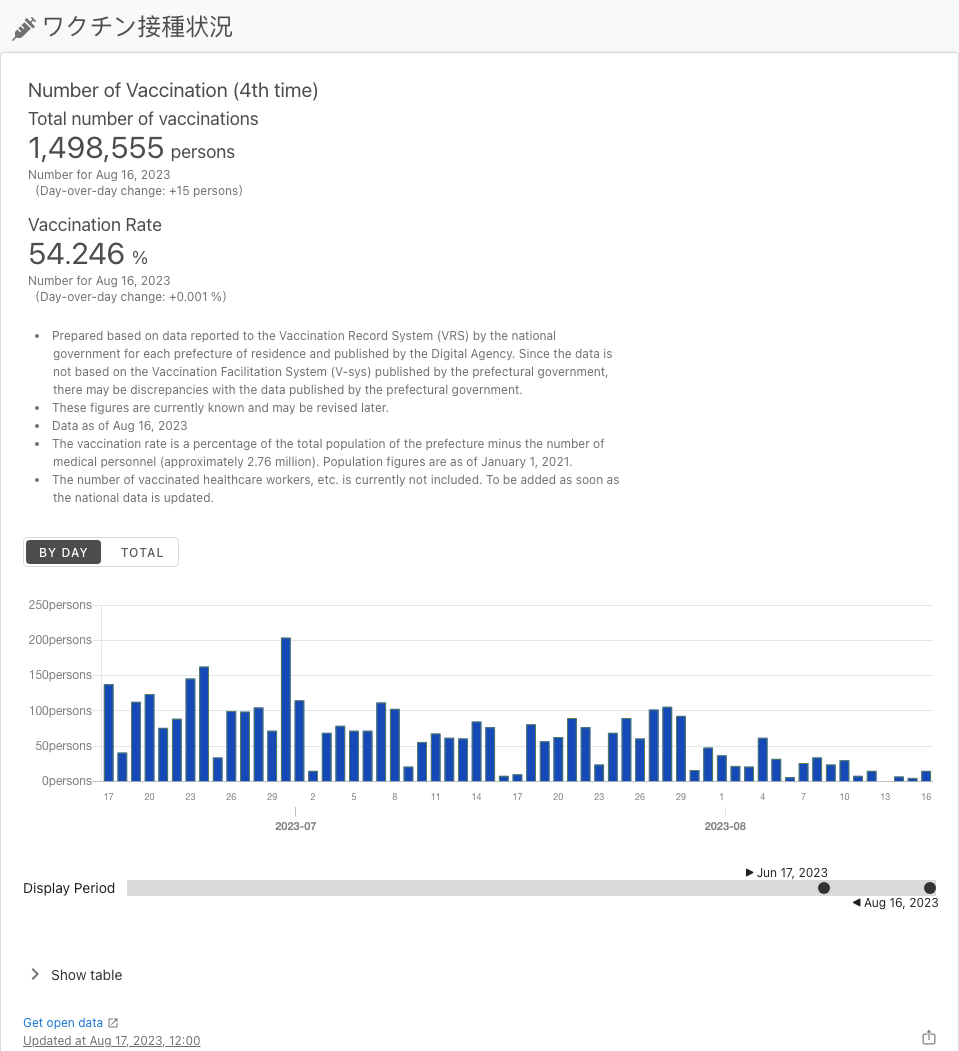 ワクチン接種状況
Number of Vaccination (4th time)
Total number of vaccinations
1,498,555 persons
Number for Aug 16, 2023
(Day-over-day change: +15 persons)
Vaccination Rate
54.246 %
Number for Aug 16, 2023
(Day-over-day change: +0.001 %)
• Prepared based on data reported to the Vaccination Record System (VRS) by the national
government for each prefecture of residence and published by the Digital Agency. Since the data is
not based on the Vaccination Facilitation System (V-sys) published by the prefectural government,
there may be discrepancies with the data published by the prefectural government.
• These figures are currently known and may be revised later.
• Data as of Aug 16, 2023
• The vaccination rate is a percentage of the total population of the prefecture minus the number of
medical personnel (approximately 2.76 million). Population figures are as of January 1, 2021.
• The number of vaccinated healthcare workers, etc. is currently not included. To be added as soon as
the national data is updated.
BY DAY TOTAL
250persons
200persons
150persons
100persons
50persons
0persons
17 20 23 26 29 2 5 8 11 14 17 20 23 26 29 1 4 7 10 13 16
2023-07 2023-08
Jun 17, 2023
Display Period
Aug 16, 2023
Show table
Get open data
Updated at Aug 17, 2023, 12:00